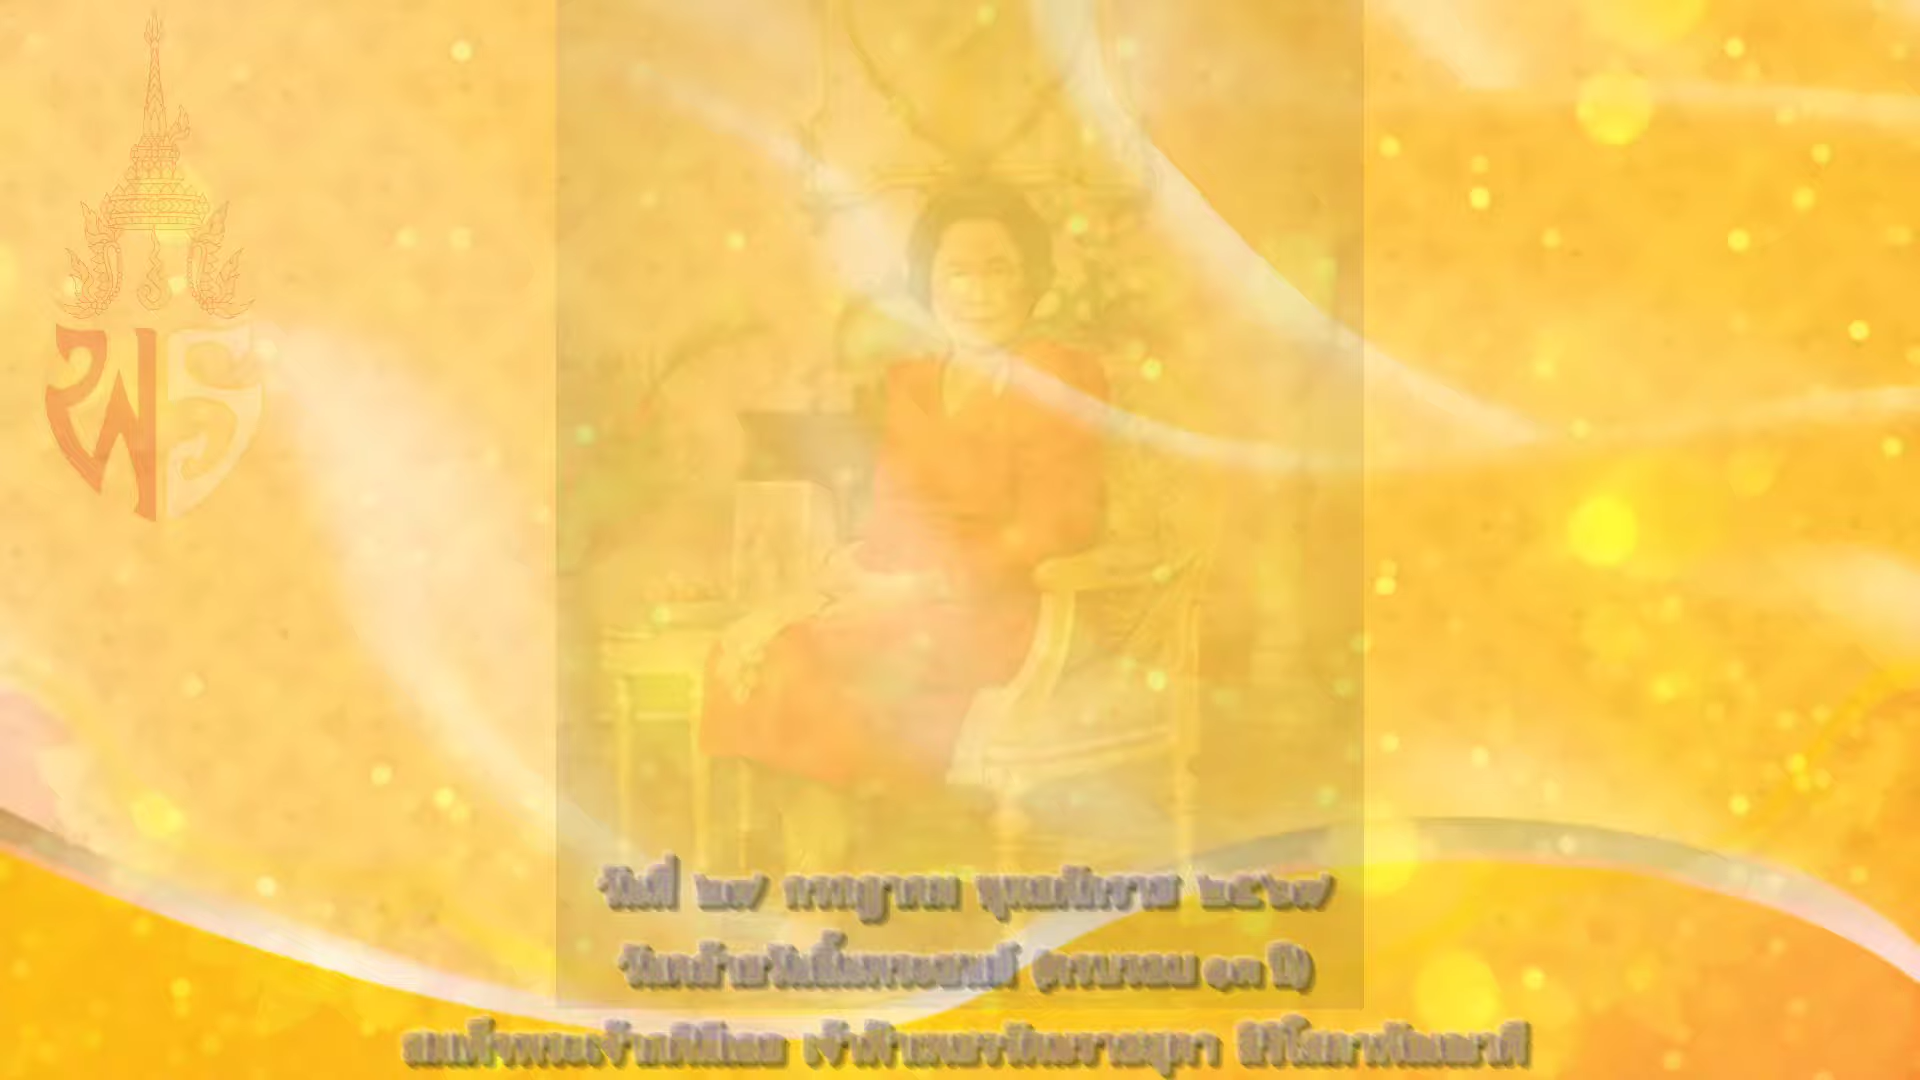 พร
วันที่ ๒๗ กรกฎาคม พุทธศักราช ๒๕๖๗
วันคล้ายวันสิ้นพระชนม์ (ครบรอบ ๑๓ ปี)
สมเด็จพระเจ้าภคินีเธอ เจ้าฟ้าเพชรรัตนราชสุดา สิริโสภาพัณณวดี